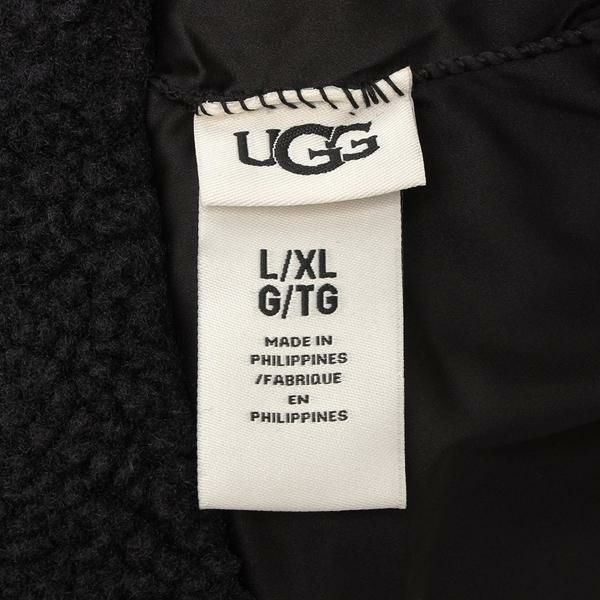 UGG
L/XL
G/TG
MADE IN
PHILIPPINES
/FABRIQUE
EN
PHILIPPINES